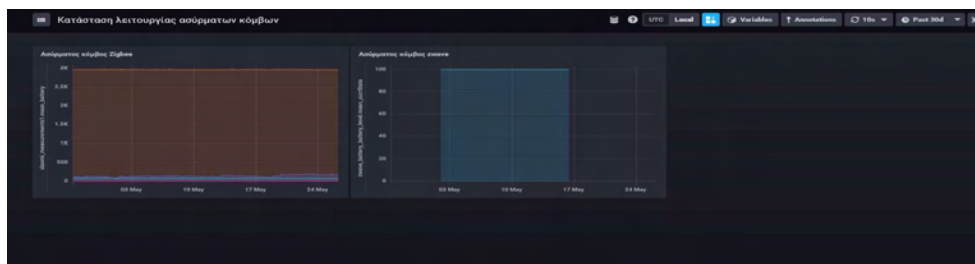 Κατάσταση λειτουργίας ασύρματων κόμβων
UTC Local Variables Annotations 10s Past 30d
Ασύρματος κόμβος Zigbee
3K
2.5K
2K
1.5K
1K
500
0
03 May 10 May 17 May 24 May
Ασύρματος κόμβος zwave
100
80
60
40
20
0
03 May 10 May 17 May 24 May